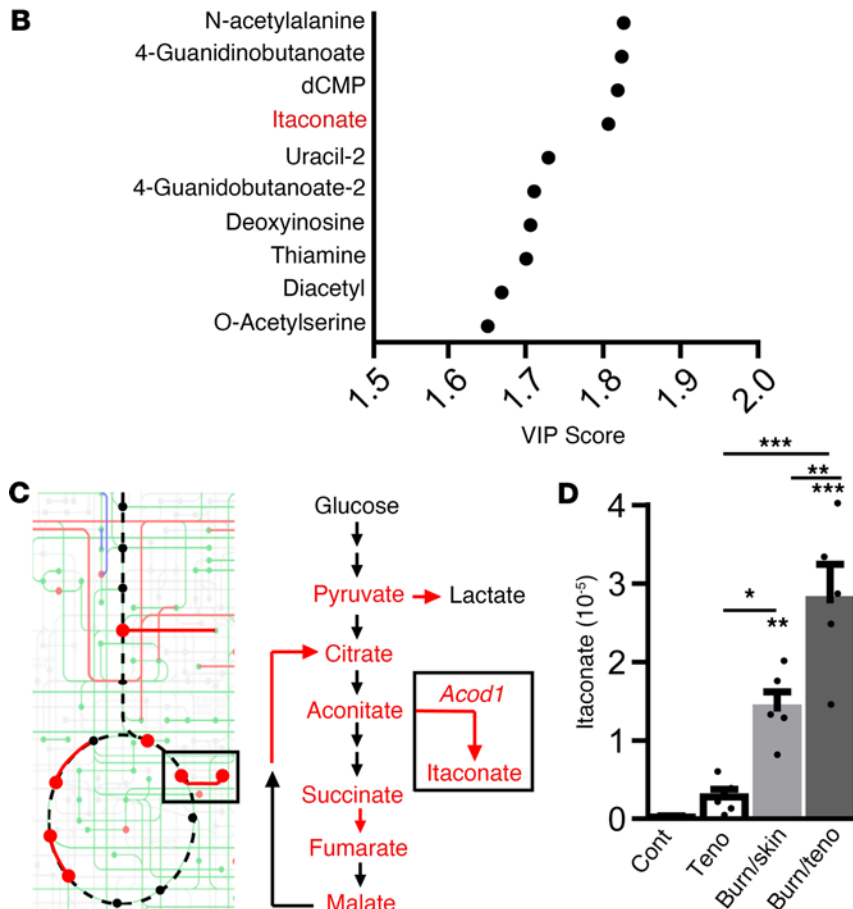 B
N-acetylalanine
4-Guanidinobutanoate
dCMP
Itaconate
Uracil-2
4-Guanidobutanoate-2
Deoxyinosine
Thiamine
Diacetyl
O-Acetylserine
1.5 1.6 1.7 1.8 1.9 2.0
VIP Score
C
Glucose
Pyruvate Lactate
Citrate
Aconitate Acod1
Itaconate
Succinate
Fumarate
Malate
D
***
**
***
*
**
Itaconate (10⁻⁵)
4
3
2
1
0
Cont Teno Burn/skin Burn/teno